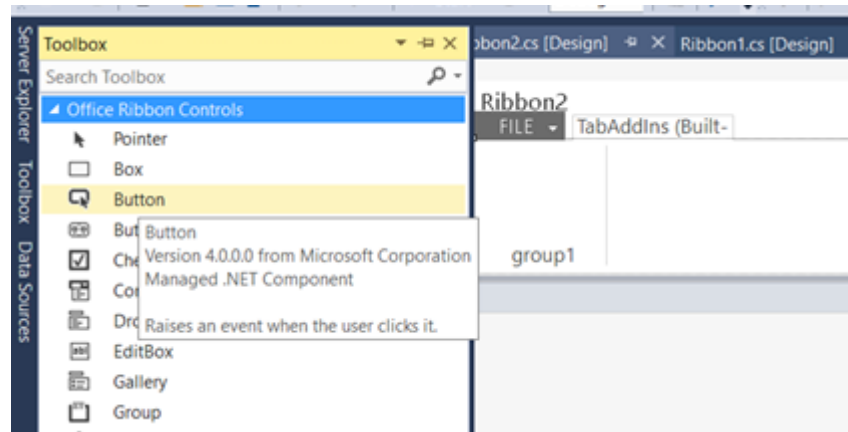 Server Explorer
Toolbox
Data Sources
Toolbox
Search Toolbox
Office Ribbon Controls
Pointer
Box
Button
But
Che
Cor
Dro
EditBox
Gallery
Group
Button
Version 4.0.0.0 from Microsoft Corporation
Managed .NET Component
Raises an event when the user clicks it.
bon2.cs [Design]
Ribbon1.cs [Design]
Ribbon2
FILE
TabAddIns (Built-
group1